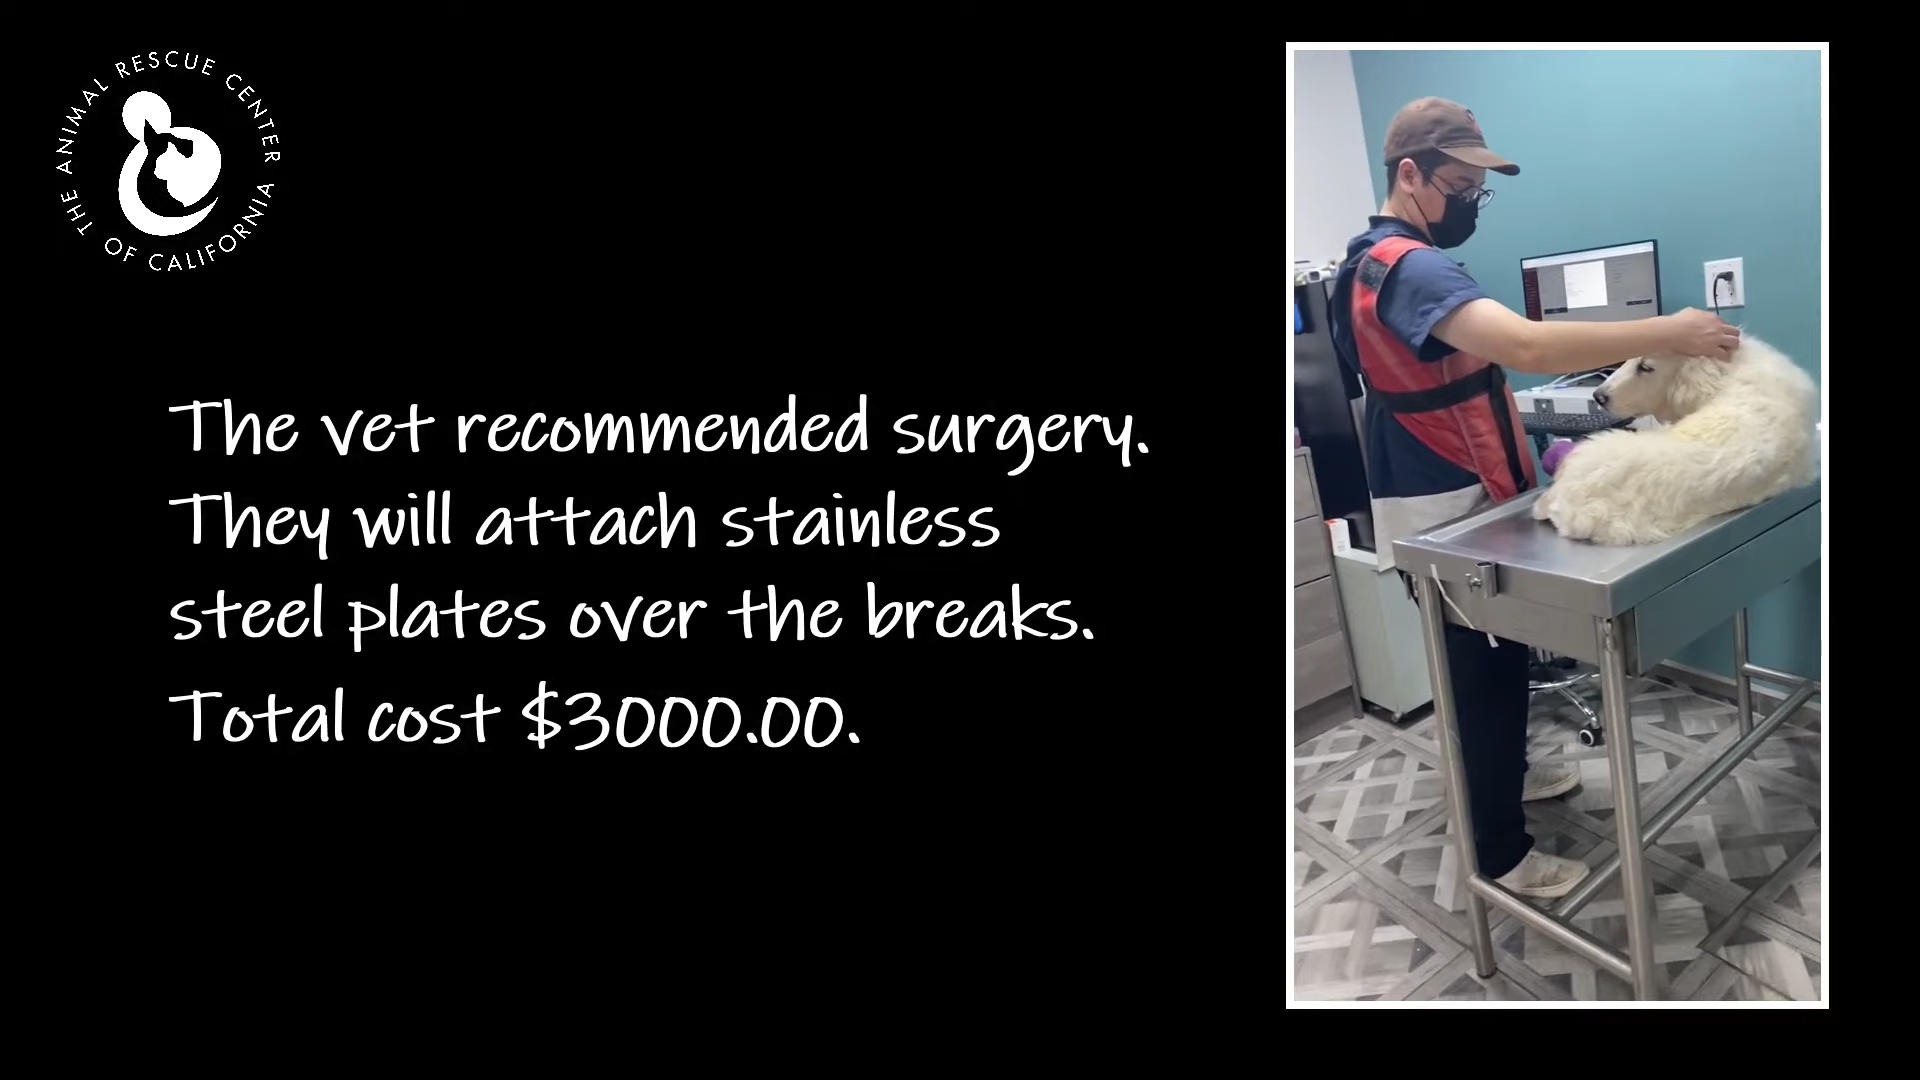 THE ANIMAL RESCUE CENTER OF CALIFORNIA
The vet recommended surgery.
They will attach stainless
steel plates over the breaks.
Total cost $3000.00.